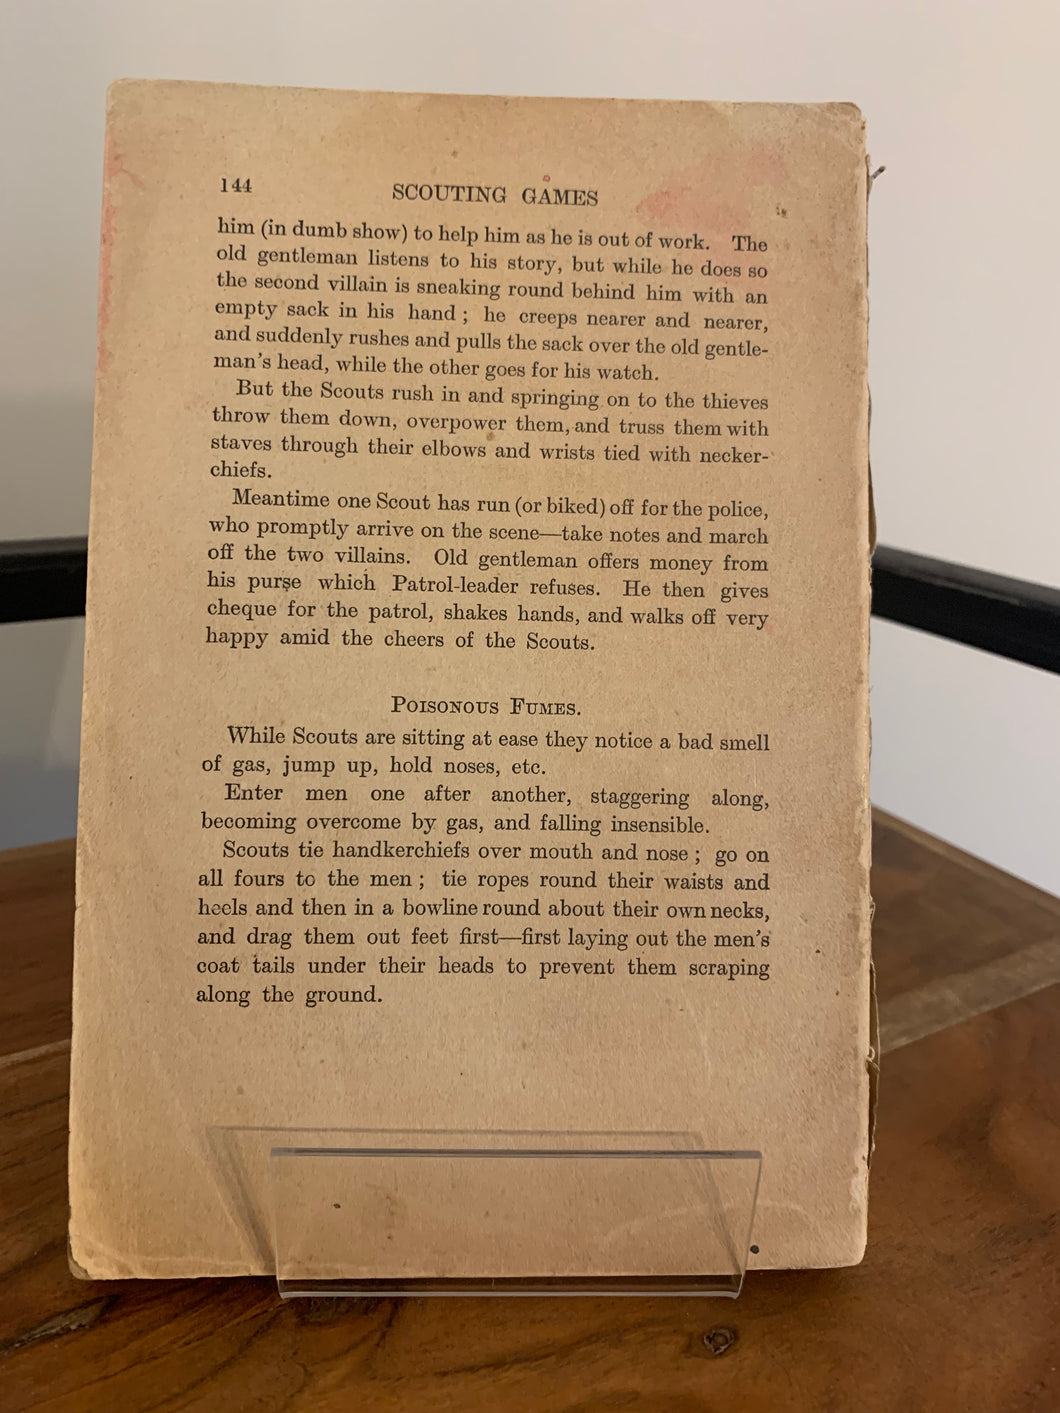 144
SCOUTING GAMES
him (in dumb show) to help him as he is out of work. The
old gentleman listens to his story, but while he does so
the second villain is sneaking round behind him with an
empty sack in his hand ; he creeps nearer and nearer,
and suddenly rushes and pulls the sack over the old gentle-
man's head, while the other goes for his watch.
But the Scouts rush in and springing on to the thieves
throw them down, overpower them, and truss them with
staves through their elbows and wrists tied with necker-
chiefs.
Meantime one Scout has run (or biked) off for the police,
who promptly arrive on the scene—take notes and march
off the two villains. Old gentleman offers money from
his purse which Patrol-leader refuses. He then gives
cheque for the patrol, shakes hands, and walks off very
happy amid the cheers of the Scouts.
POISONOUS FUMES.
While Scouts are sitting at ease they notice a bad smell
of gas, jump up, hold noses, etc.
Enter men one after another, staggering along,
becoming overcome by gas, and falling insensible.
Scouts tie handkerchiefs over mouth and nose ; go on
all fours to the men ; tie ropes round their waists and
heels and then in a bowline round about their own necks,
and drag them out feet first—first laying out the men's
coat tails under their heads to prevent them scraping
along the ground.